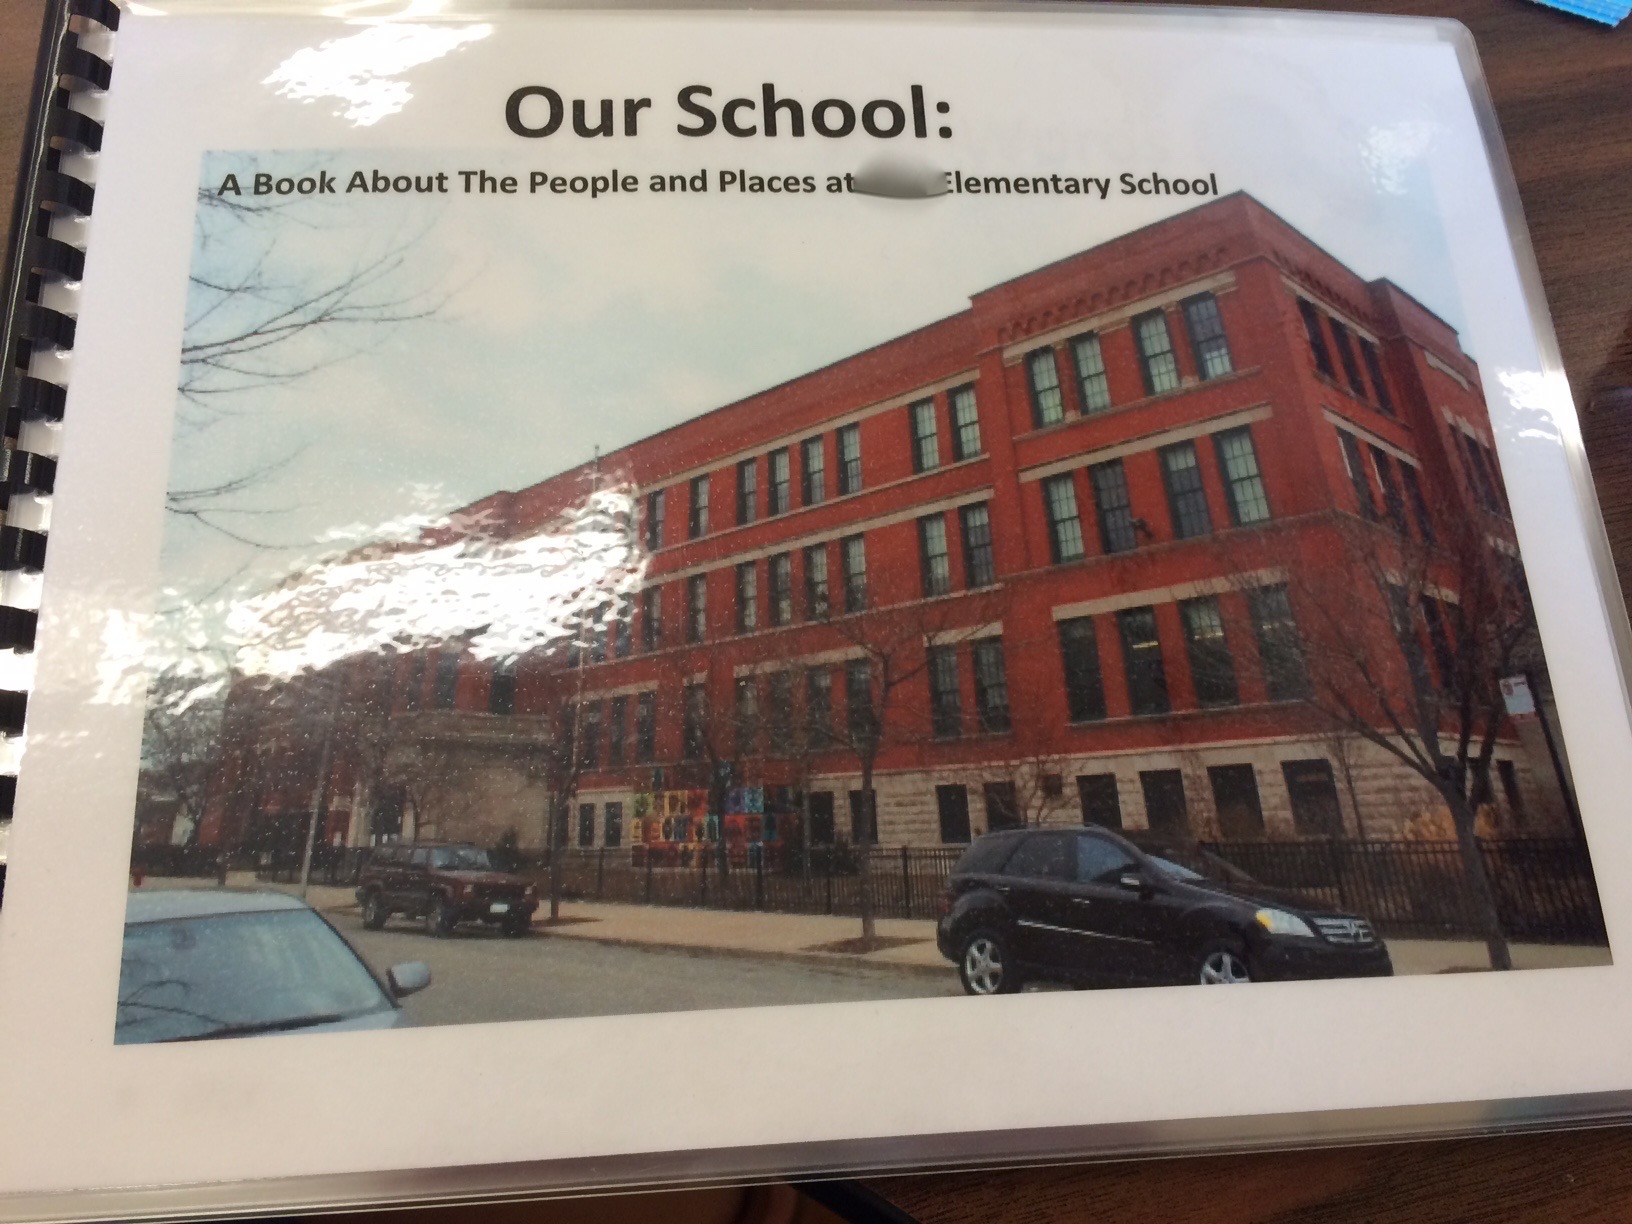 Our School:
A Book About The People and Places at Elementary School